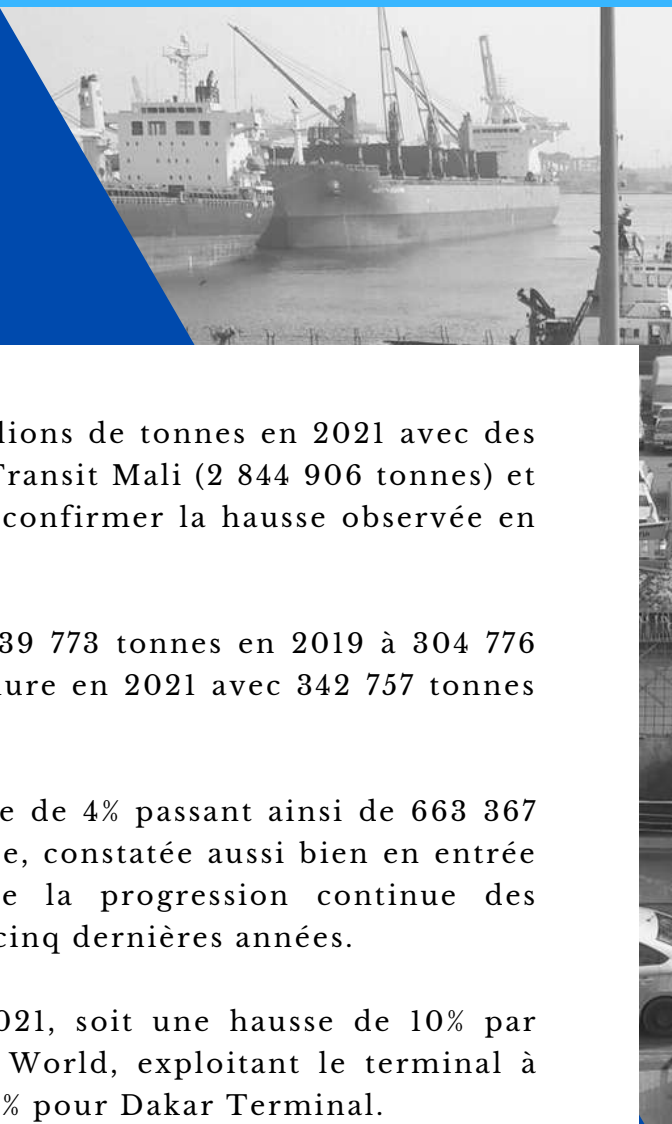 lions de tonnes en 2021 avec des
Transit Mali (2 844 906 tonnes) et
confirmer la hausse observée en
39 773 tonnes en 2019 à 304 776
lure en 2021 avec 342 757 tonnes
e de 4% passant ainsi de 663 367
e, constatée aussi bien en entrée
e la progression continue des
cinq dernières années.
021, soit une hausse de 10% par
World, exploitant le terminal à
% pour Dakar Terminal.